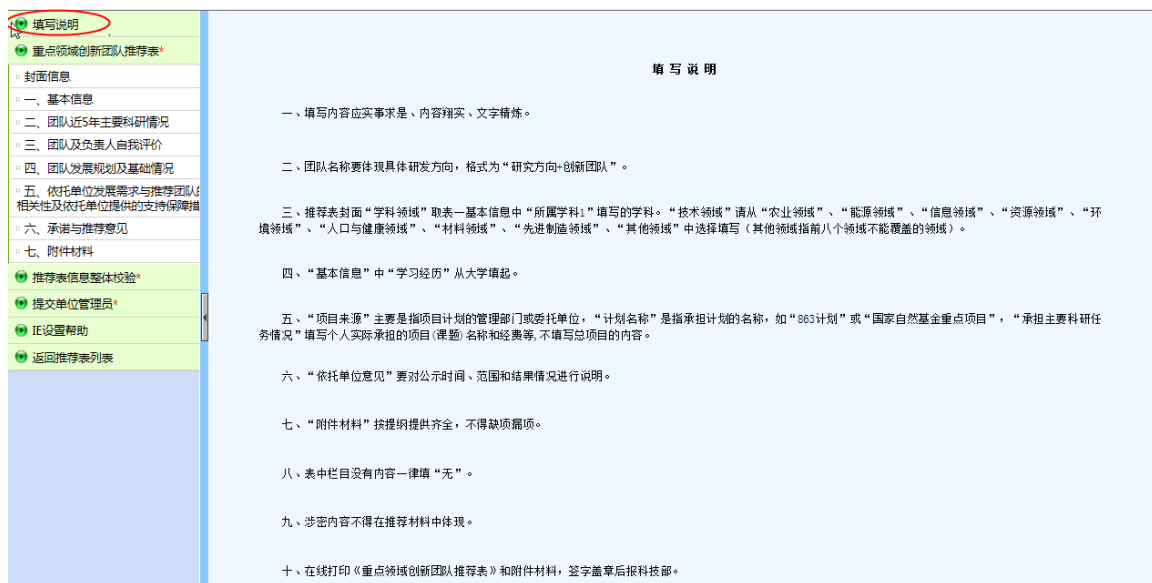 填写说明
重点领域创新团队推荐表*
封面信息
一、基本信息
二、团队近5年主要科研情况
三、团队及负责人自我评价
四、团队发展规划及基础情况
五、依托单位发展需求与推荐团队的
相关性及依托单位提供的支持保障措
六、承诺与推荐意见
七、附件材料
推荐表信息整体校验*
提交单位管理员*
IE设置帮助
返回推荐表列表
填 写 说 明
一、填写内容应实事求是、内容翔实、文字精炼。
二、团队名称要体现具体研发方向，格式为“研究方向+创新团队”。
三、推荐表封面“学科领域”取表一基本信息中“所属学科1”填写的学科。“技术领域”请从“农业领域”、“能源领域”、“信息领域”、“资源领域”、“环
境领域”、“人口与健康领域”、“材料领域”、“先进制造领域”、“其他领域”中选择填写（其他领域指前八个领域不能覆盖的领域）。
四、“基本信息”中“学习经历”从大学填起。
五、“项目来源”主要是指项目计划的管理部门或委托单位，“计划名称”是指承担计划的名称，如“863计划”或“国家自然基金重点项目”，“承担主要科研任
务情况”填写个人实际承担的项目(课题)名称和经费等,不填写总项目的内容。
六、“依托单位意见”要对公示时间、范围和结果情况进行说明。
七、“附件材料”按提纲提供齐全，不得缺项漏项。
八、表中栏目没有内容一律填“无”。
九、涉密内容不得在推荐材料中体现。
十、在线打印《重点领域创新团队推荐表》和附件材料，签字盖章后报科技部。